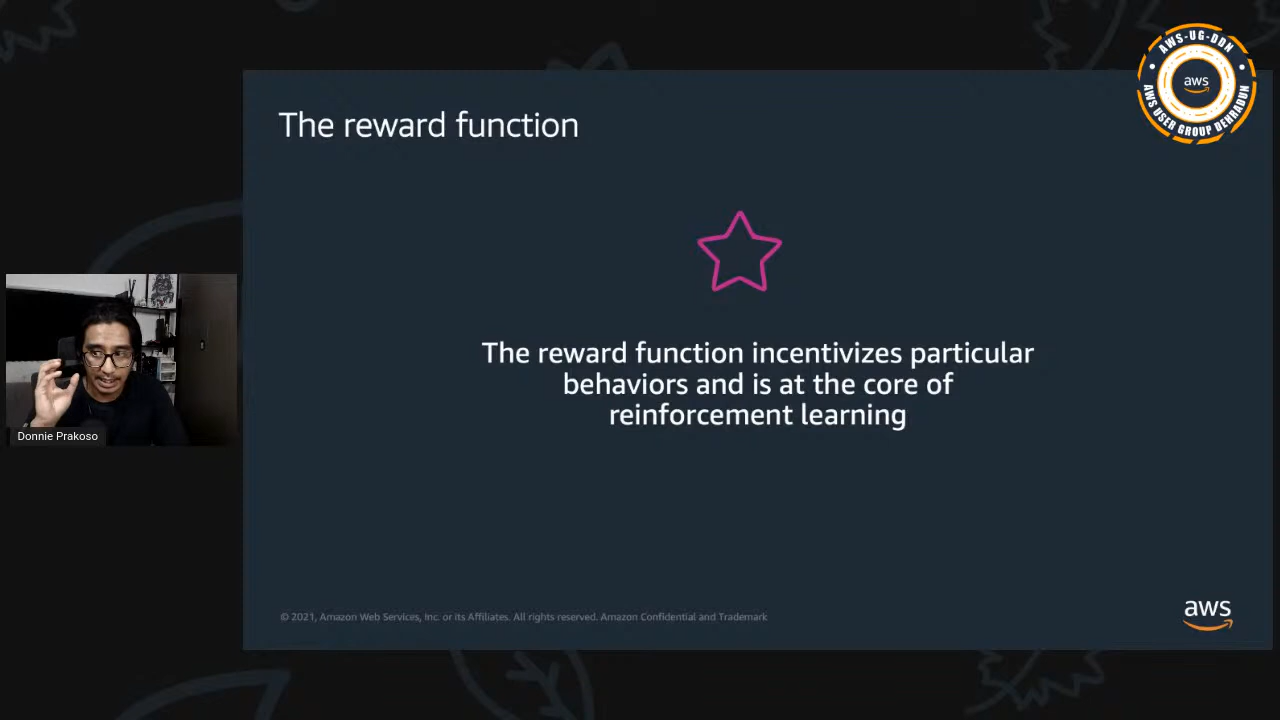 AWS-UG-DDN
aws
AWS USER GROUP DEHRADUN
The reward function
The reward function incentivizes particular
behaviors and is at the core of
reinforcement learning
Donnie Prakoso
© 2021, Amazon Web Services, Inc. or its Affiliates. All rights reserved. Amazon Confidential and Trademark
aws